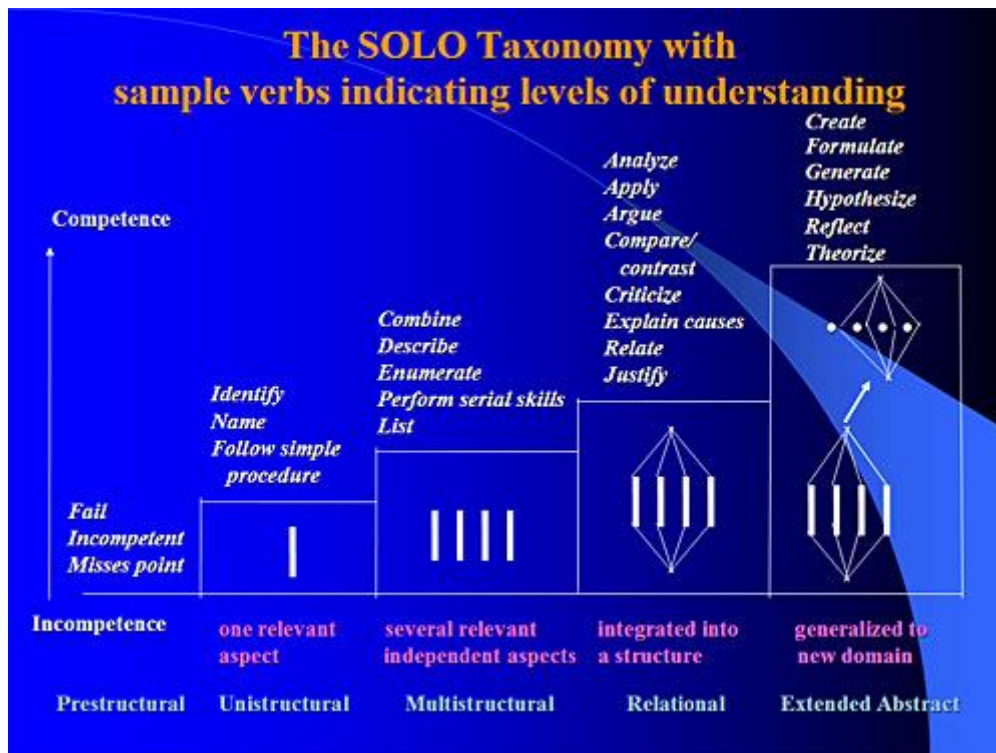 The SOLO Taxonomy with
sample verbs indicating levels of understanding
Competence
Fail
Incompetent
Misses point
Incompetence
Prestructural
Identify
Name
Follow simple
procedure
one relevant
aspect
Unistructural
Combine
Describe
Enumerate
Perform serial skills
List
several relevant
independent aspects
Multistructural
Analyze
Apply
Argue
Compare/
contrast
Criticize
Explain causes
Relate
Justify
integrated into
a structure
Relational
Create
Formulate
Generate
Hypothesize
Reflect
Theorize
generalized to
new domain
Extended Abstract